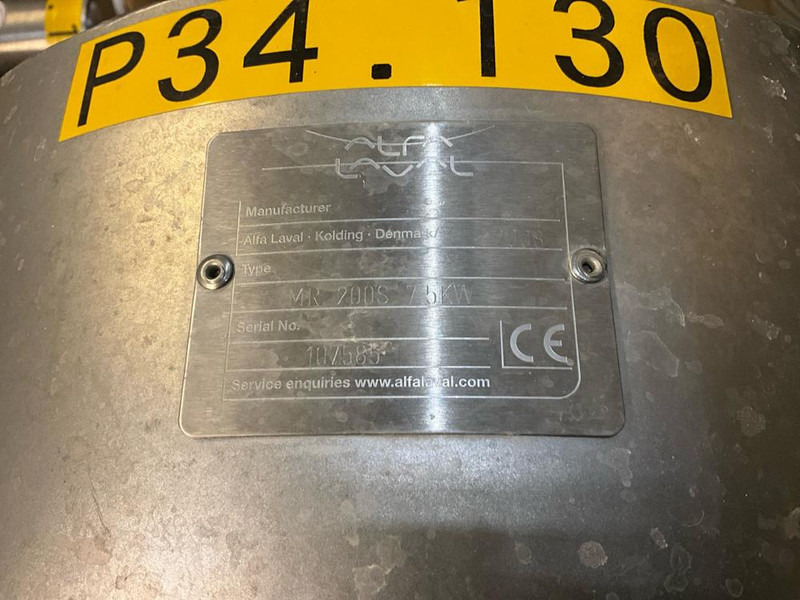 P34.130
ALFA
LAVAL
Manufacturer
Alfa Laval · Kolding · Denmark
Type
MR 200S 7.5KW
Serial No.
107585
CE
Service enquiries www.alfalaval.com